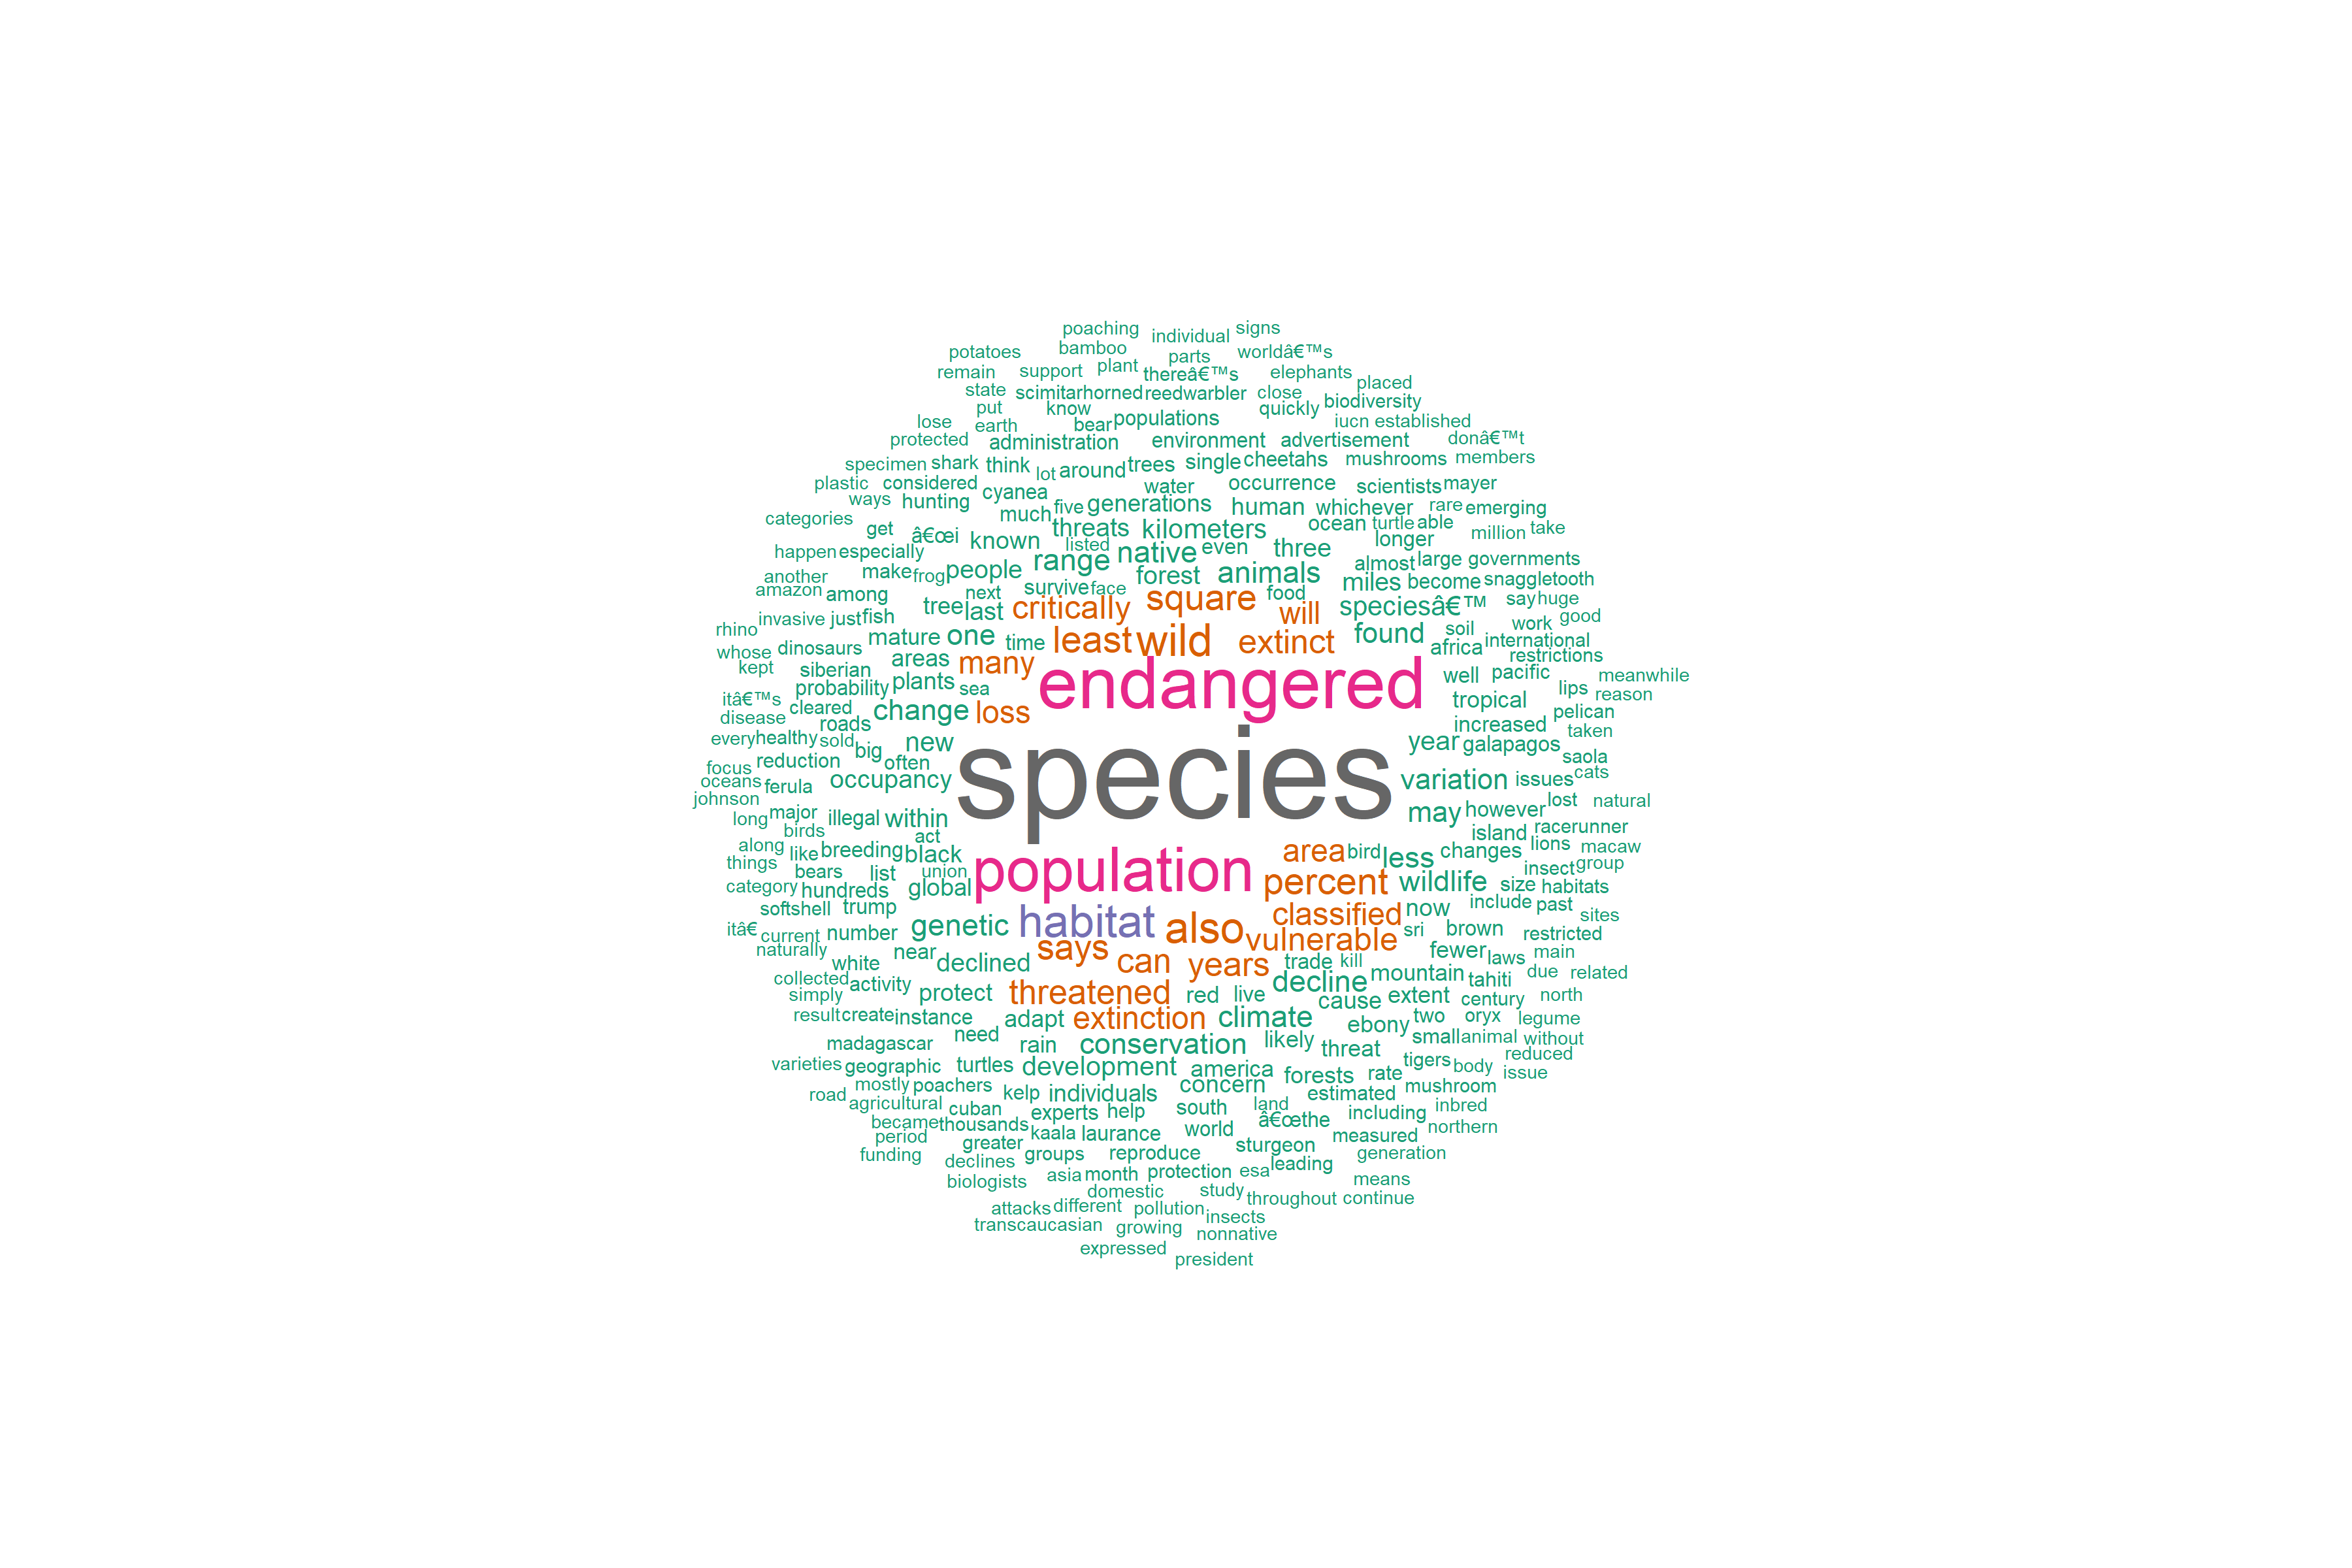 poaching individual signs
potatoes bamboo parts worldâ€™s
remain support plant thereâ€™s elephants placed
state scimitarhorned reedwarbler close biodiversity
put know populations quickly
lose earth bear iucn established
protected administration environment advertisement donâ€™t
specimen shark think lot around trees single cheetahs mushrooms members
plastic considered cyanea water occurrence scientists mayer
ways hunting much five generations human whichever rare emerging
categories get â€œi known threats kilometers ocean turtle able million take
happen especially listed range native even three longer
another make frog people forest animals almost large governments
amazon among next survive face food miles become snaggletooth
invasive just fish tree last critically square will speciesâ€™ say huge
rhino mature one time least wild extinct found soil work good
whose dinosaurs areas many africa international restrictions
kept siberian plants endangered well pacific meanwhile
itâ€™s probability sea tropical lips reason
disease cleared roads change loss increased pelican taken
every healthy sold big new year galapagos saola
focus reduction often species variation issues cats
oceans ferula occupancy
johnson major illegal within may however lost natural
long birds act island racerunner
along like breeding black area bird less changes lions macaw
things bears list union population percent wildlife insect group
category hundreds global size habitats
softshell trump genetic habitat also classified now include past sites
itâ€ current number says vulnerable sri brown restricted
naturally white near declined can years trade kill fewer laws main
collected activity protect threatened red live decline mountain tahiti due related
simply cause extent century north
result create instance adapt extinction climate ebony two oryx legume
madagascar need rain conservation likely threat small animal without
varieties geographic turtles development america forests rate tigers body reduced issue
road mostly poachers kelp individuals concern estimated mushroom
agricultural cuban experts help south land including inbred
became thousands kaala laurance world â€œthe measured northern
period greater groups reproduce sturgeon generation
funding declines asia month protection esa leading
biologists domestic study throughout means continue
attacks different pollution insects
transcaucasian growing nonnative
expressed president